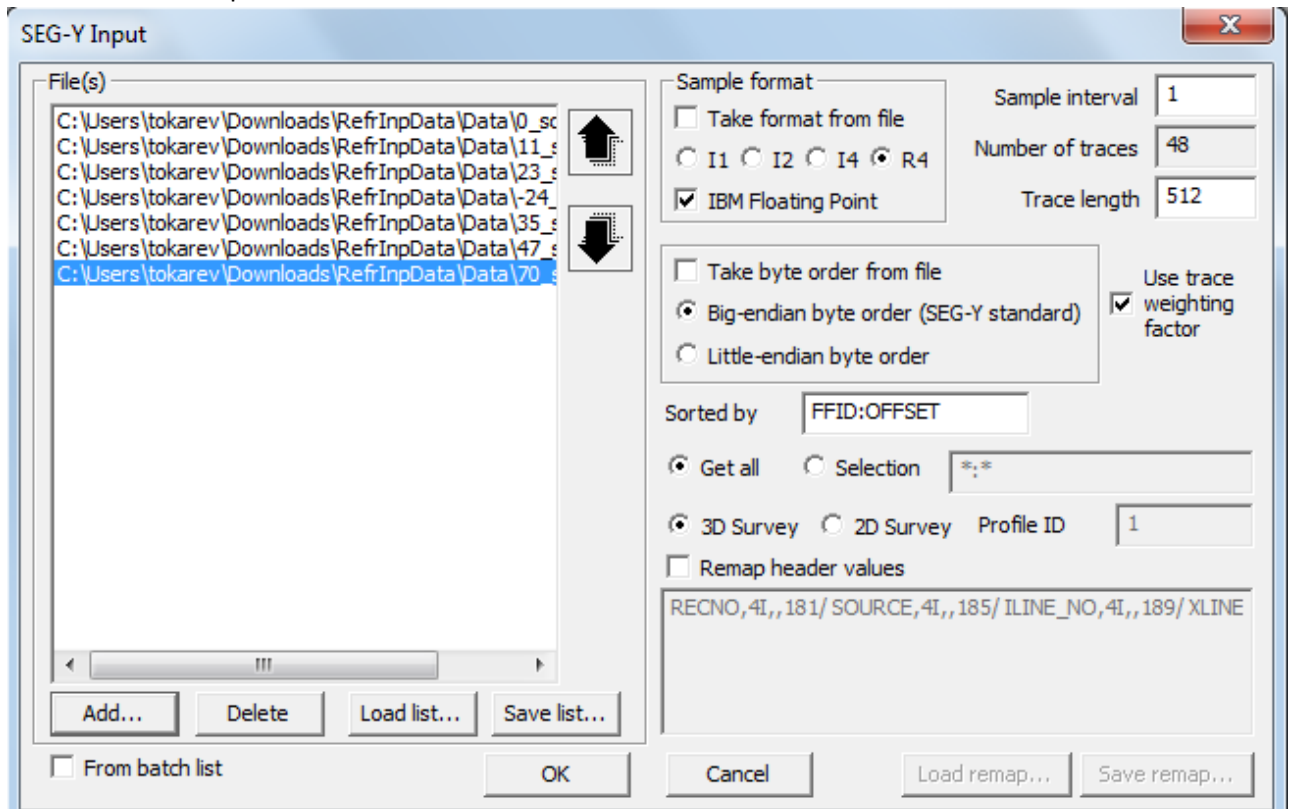 SEG-Y Input
File(s)
C:\Users\tokarev\Downloads\RefrInpData\Data\0_sc
C:\Users\tokarev\Downloads\RefrInpData\Data\11_s
C:\Users\tokarev\Downloads\RefrInpData\Data\23_s
C:\Users\tokarev\Downloads\RefrInpData\Data\-24_
C:\Users\tokarev\Downloads\RefrInpData\Data\35_s
C:\Users\tokarev\Downloads\RefrInpData\Data\47_s
C:\Users\tokarev\Downloads\RefrInpData\Data\70_s
Add...
Delete
Load list...
Save list...
From batch list
OK
Sample format
Take format from file
I1 I2 I4 R4
IBM Floating Point
Sample interval 1
Number of traces 48
Trace length 512
Take byte order from file
Big-endian byte order (SEG-Y standard)
Little-endian byte order
Use trace
weighting
factor
Sorted by FFID:OFFSET
Get all Selection *:*
3D Survey 2D Survey Profile ID 1
Remap header values
RECNO,4I,,181/ SOURCE,4I,,185/ ILINE_NO,4I,,189/ XLINE
Cancel
Load remap...
Save remap...